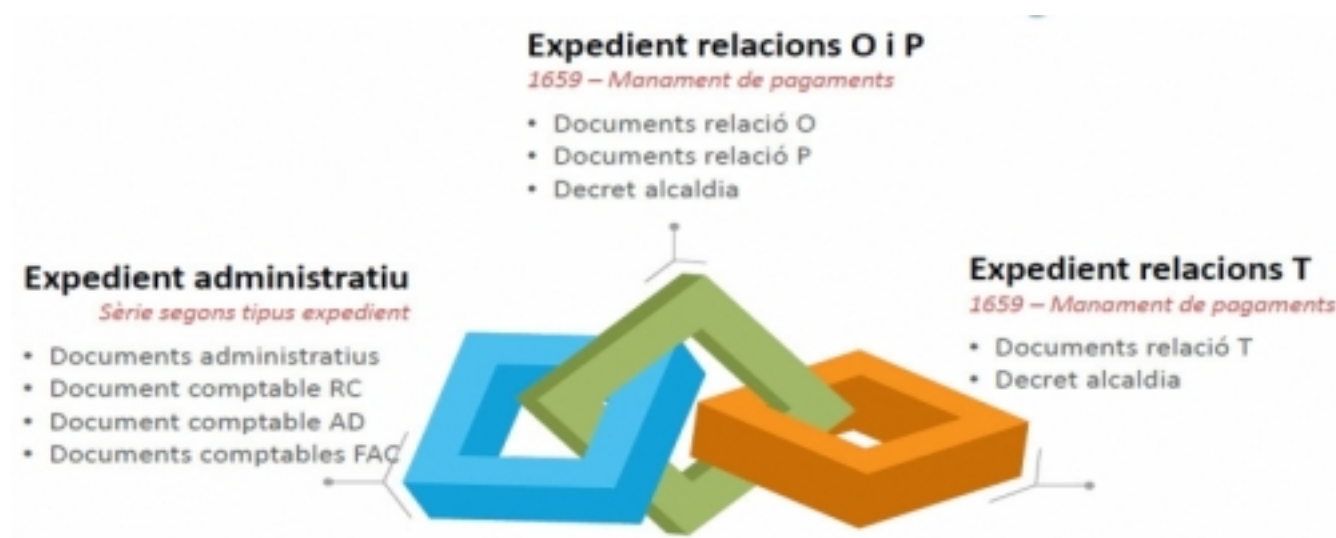 Expedient relacions O i P
1659 – Manament de pagaments
• Documents relació O
• Documents relació P
• Decret alcaldia
Expedient administratiu
Sèrie segons tipus expedient
• Documents administratius
• Document comptable RC
• Document comptable AD
• Documents comptables FAC
Expedient relacions T
1659 – Manament de pagaments
• Documents relació T
• Decret alcaldia